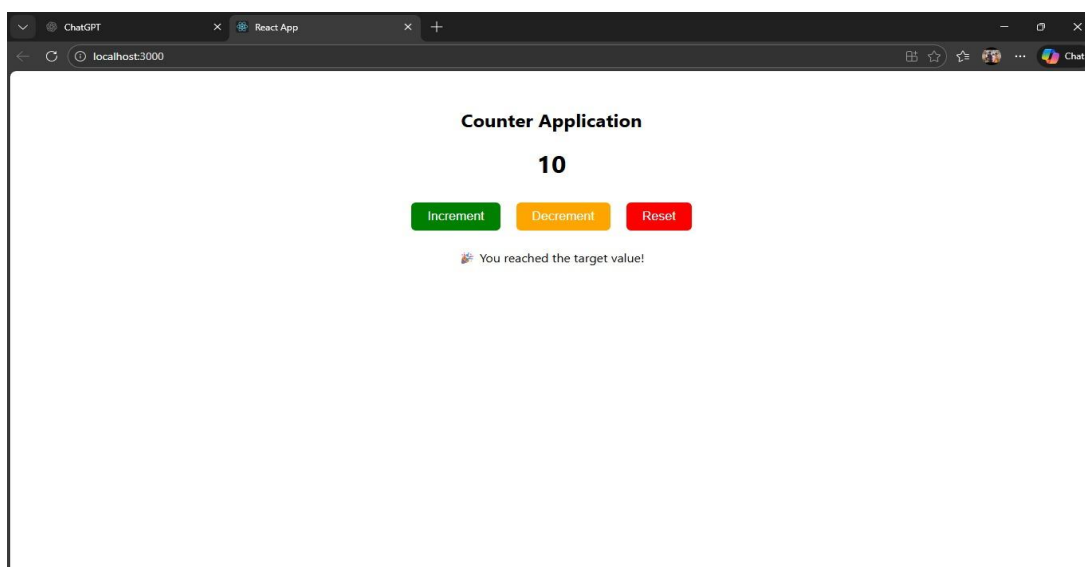 ChatGPT
React App
localhost:3000
Chat
Counter Application
10
Increment Decrement Reset
🎉 You reached the target value!